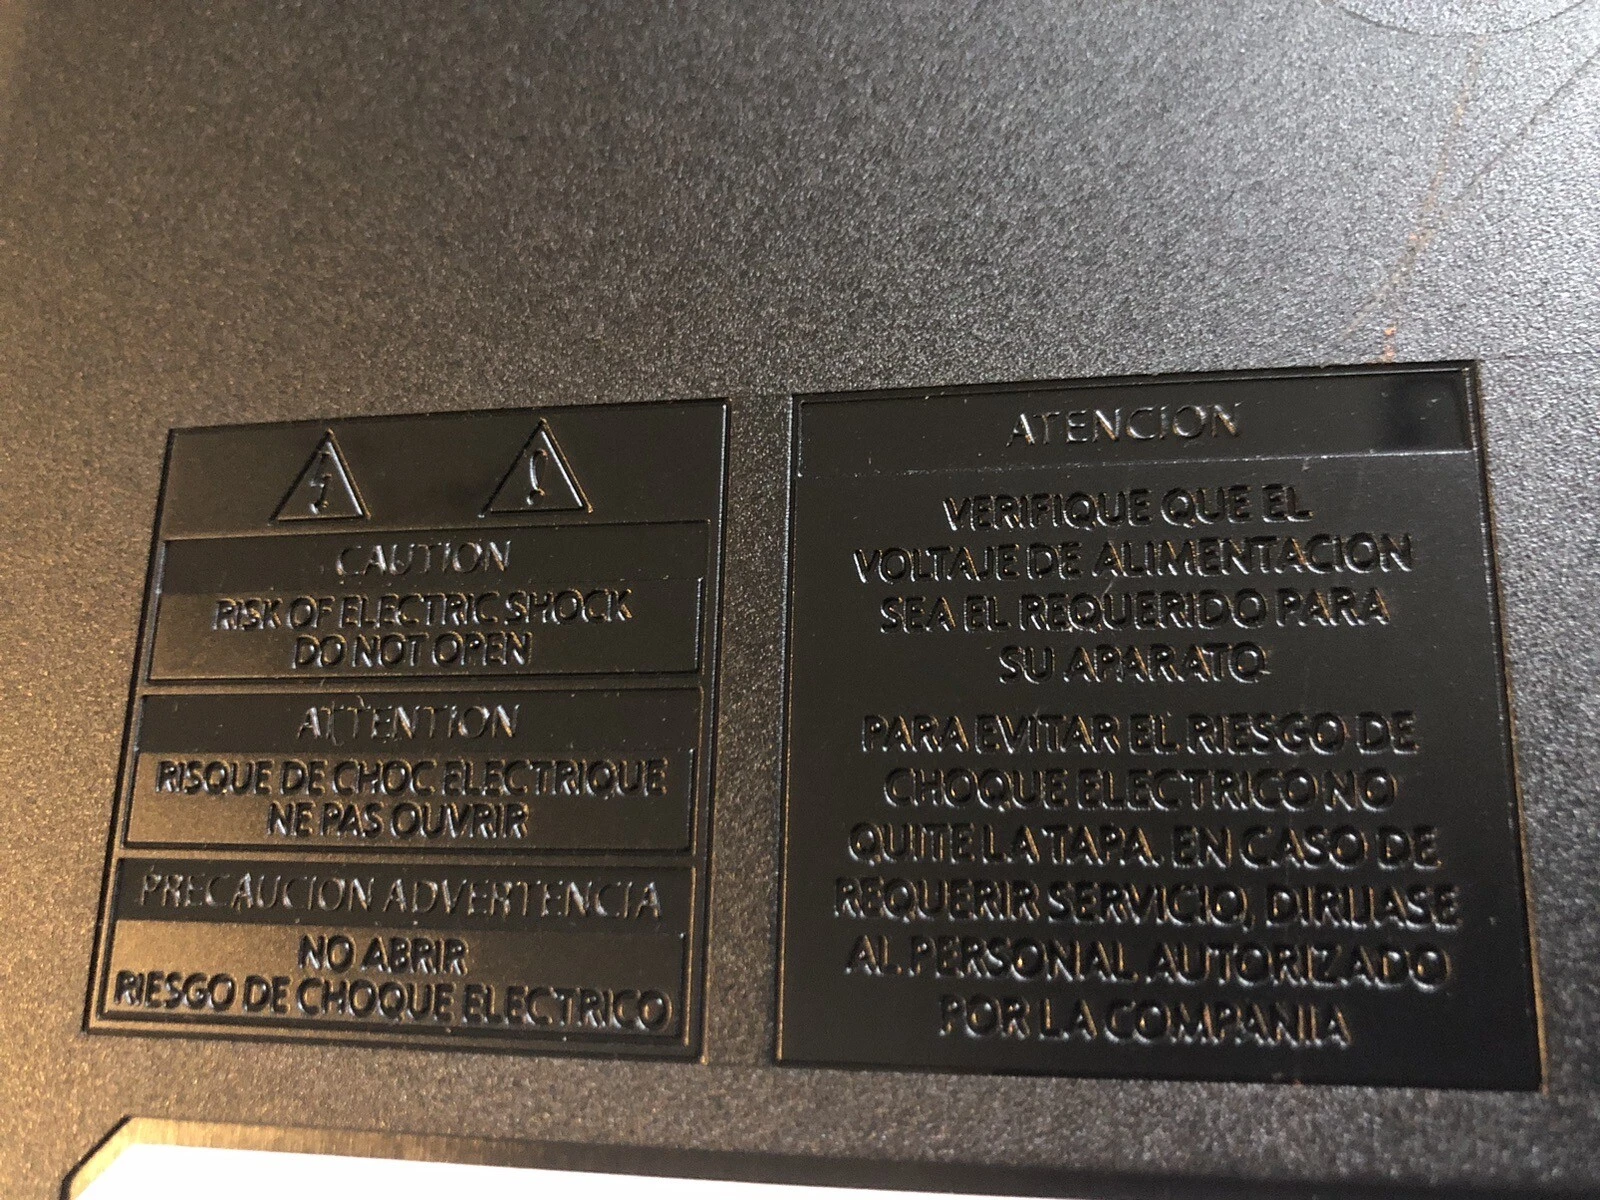 CAUTION
RISK OF ELECTRIC SHOCK
DO NOT OPEN
ATTENTION
RISQUE DE CHOC ELECTRIQUE
NE PAS OUVRIR
PRECAUCION ADVERTENCIA
NO ABRIR
RIESGO DE CHOQUE ELECTRICO
ATENCION
VERIFIQUE QUE EL
VOLTAJE DE ALIMENTACION
SEA EL REQUERIDO PARA
SU APARATO
PARA EVITAR EL RIESGO DE
CHOQUE ELECTRICO NO
QUITE LA TAPA. EN CASO DE
REQUERIR SERVICIO, DIRIJASE
AL PERSONAL AUTORIZADO
POR LA COMPANIA